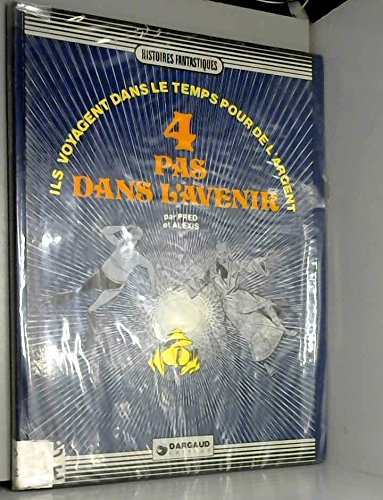 HISTOIRES FANTASTIQUES
ILS VOYAGENT DANS LE TEMPS POUR DE L'ARGENT
4
PAS
DANS L'AVENIR
par FRED
et ALEXIS
DARGAUD
EDITEUR